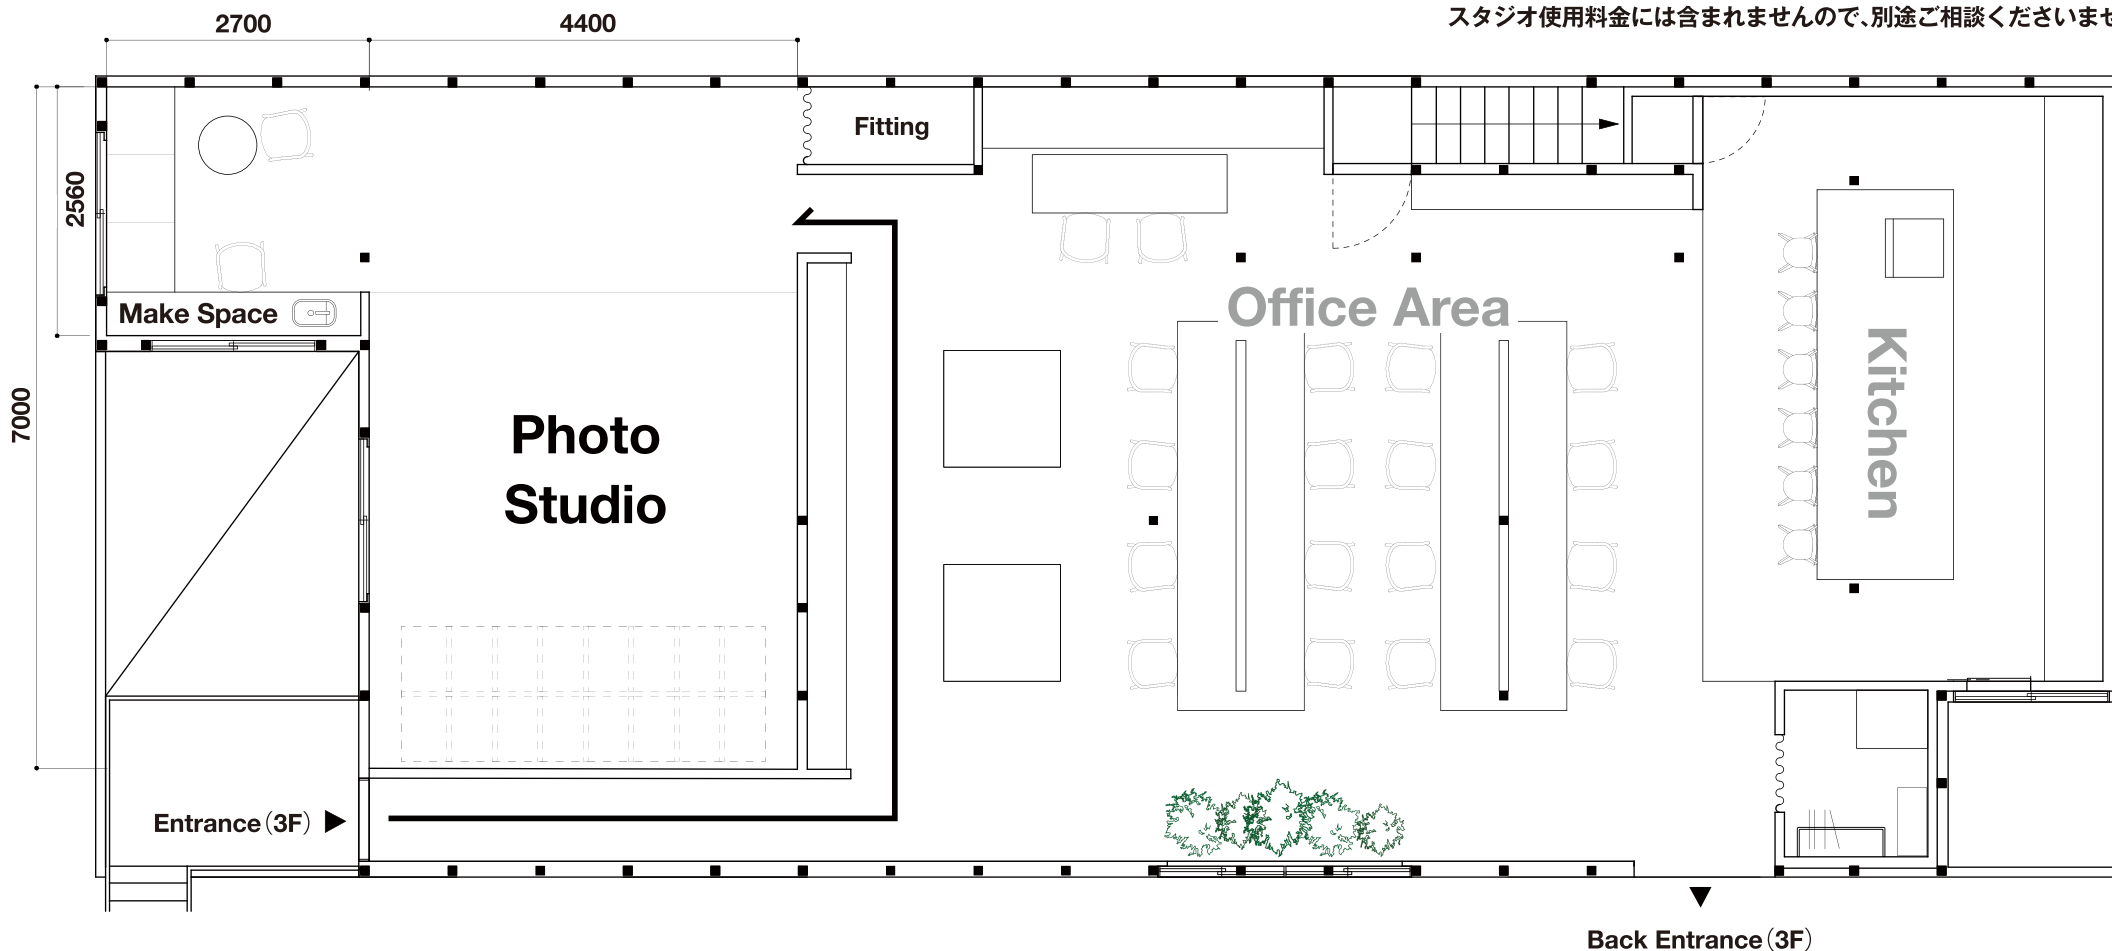 スタジオ使用料金には含まれませんので、別途ご相談くださいませ
2700
4400
2560
7000
Fitting
Make Space
Office Area
Kitchen
Photo
Studio
Entrance（3F）
Back Entrance（3F）